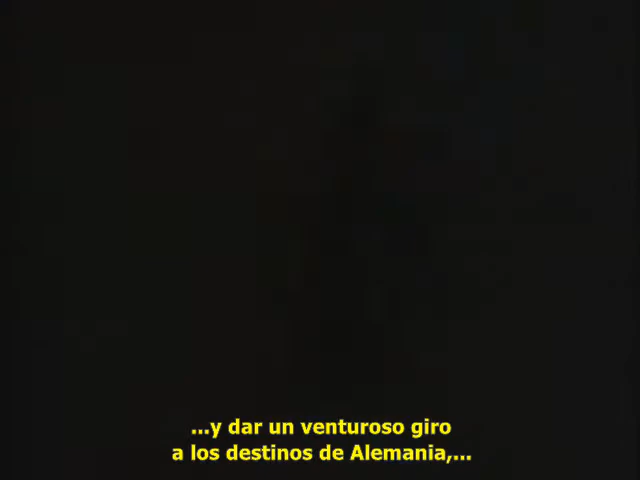 ...y dar un venturoso giro
a los destinos de Alemania,...